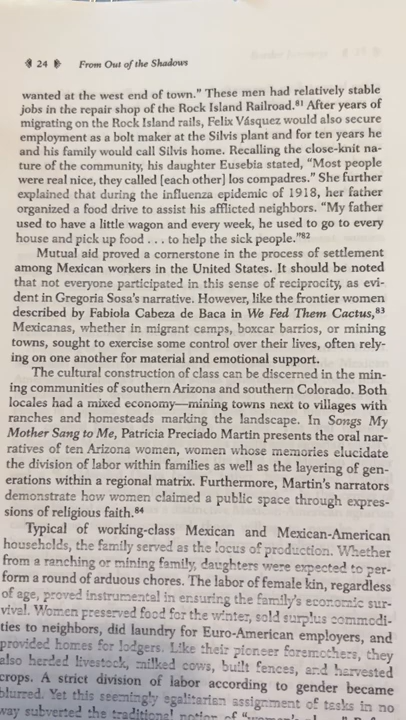 24 From Out of the Shadows
wanted at the west end of town." These men had relatively stable
jobs in the repair shop of the Rock Island Railroad.81 After years of
migrating on the Rock Island rails, Felix Vásquez would also secure
employment as a bolt maker at the Silvis plant and for ten years he
and his family would call Silvis home. Recalling the close-knit na-
ture of the community, his daughter Eusebia stated, "Most people
were real nice, they called [each other] los compadres." She further
explained that during the influenza epidemic of 1918, her father
organized a food drive to assist his afflicted neighbors. "My father
used to have a little wagon and every week, he used to go to every
house and pick up food . . . to help the sick people."82
Mutual aid proved a cornerstone in the process of settlement
among Mexican workers in the United States. It should be noted
that not everyone participated in this sense of reciprocity, as evi-
dent in Gregoria Sosa's narrative. However, like the frontier women
described by Fabiola Cabeza de Baca in We Fed Them Cactus,83
Mexicanas, whether in migrant camps, boxcar barrios, or mining
towns, sought to exercise some control over their lives, often rely-
ing on one another for material and emotional support.
The cultural construction of class can be discerned in the min-
ing communities of southern Arizona and southern Colorado. Both
locales had a mixed economy—mining towns next to villages with
ranches and homesteads marking the landscape. In Songs My
Mother Sang to Me, Patricia Preciado Martin presents the oral nar-
ratives of ten Arizona women, women whose memories elucidate
the division of labor within families as well as the layering of gen-
erations within a regional matrix. Furthermore, Martin's narrators
demonstrate how women claimed a public space through expres-
sions of religious faith.84
Typical of working-class Mexican and Mexican-American
households, the family served as the locus of production. Whether
from a ranching or mining family, daughters were expected to per-
form a round of arduous chores. The labor of female kin, regardless
of age, proved instrumental in ensuring the family's economic sur-
vival. Women preserved food for the winter, sold surplus commodi-
ties to neighbors, did laundry for Euro-American employers, and
provided homes for lodgers. Like their pioneer foremothers, they
also herded livestock, milked cows, built fences, and harvested
crops. A strict division of labor according to gender became
blurred. Yet this seemingly egalitarian assignment of tasks in no
way subverted the traditional notion of